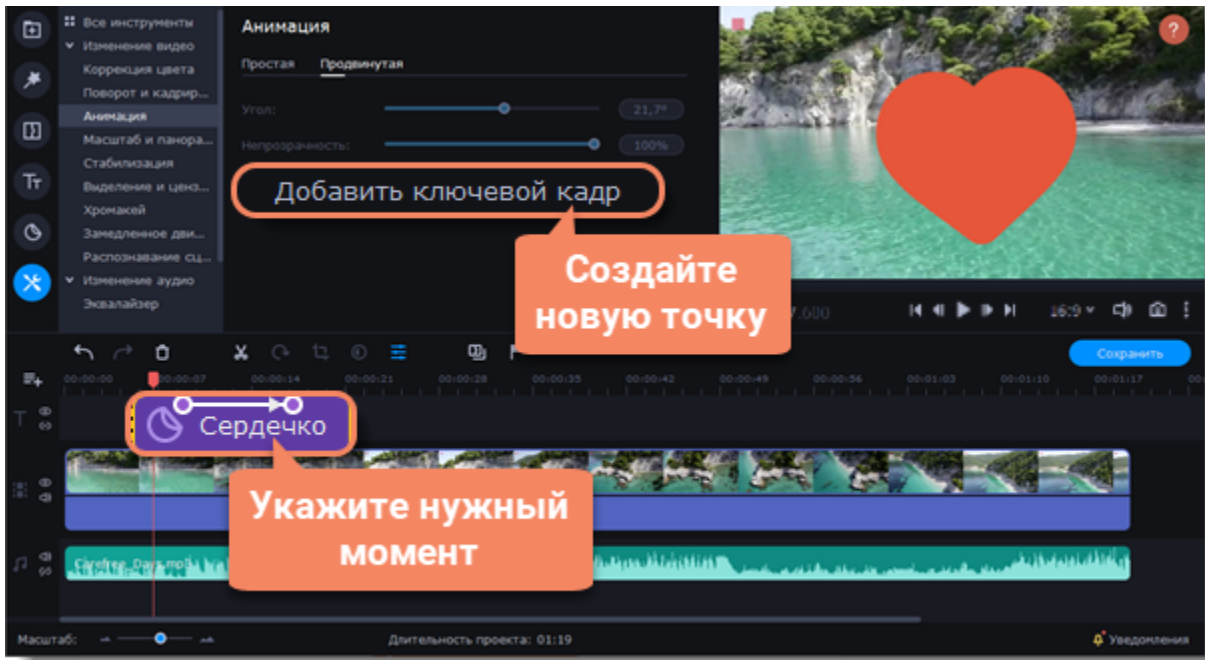 Все инструменты
Изменение видео
Коррекция цвета
Поворот и кадрир...
Анимация
Масштаб и панора...
Стабилизация
Выделение и ценз...
Хромакей
Замедленное дви...
Распознавание сц...
Изменение аудио
Эквалайзер
Анимация
Простая Продвинутая
Угол: 21,7°
Непрозрачность: 100%
Добавить ключевой кадр
Создайте
новую точку
?
16:9
Сохранить
00:00:00 00:00:07 00:00:14 00:00:21 00:00:28 00:00:35 00:00:42 00:00:49 00:00:56 00:01:03 00:01:10 00:01:17
Сердечко
Укажите нужный
момент
Carefree_Days.mp3
Масштаб:
Длительность проекта: 01:19
Уведомления